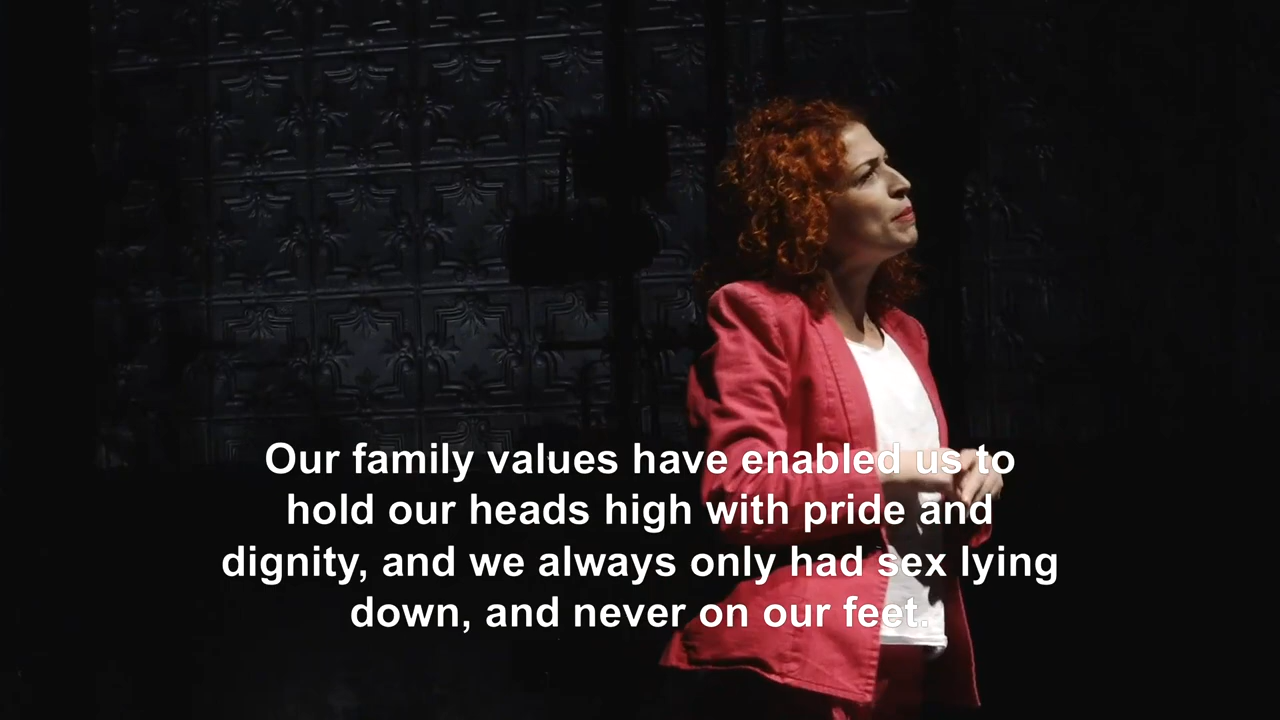 Our family values have enabled us to
hold our heads high with pride and
dignity, and we always only had sex lying
down, and never on our feet.